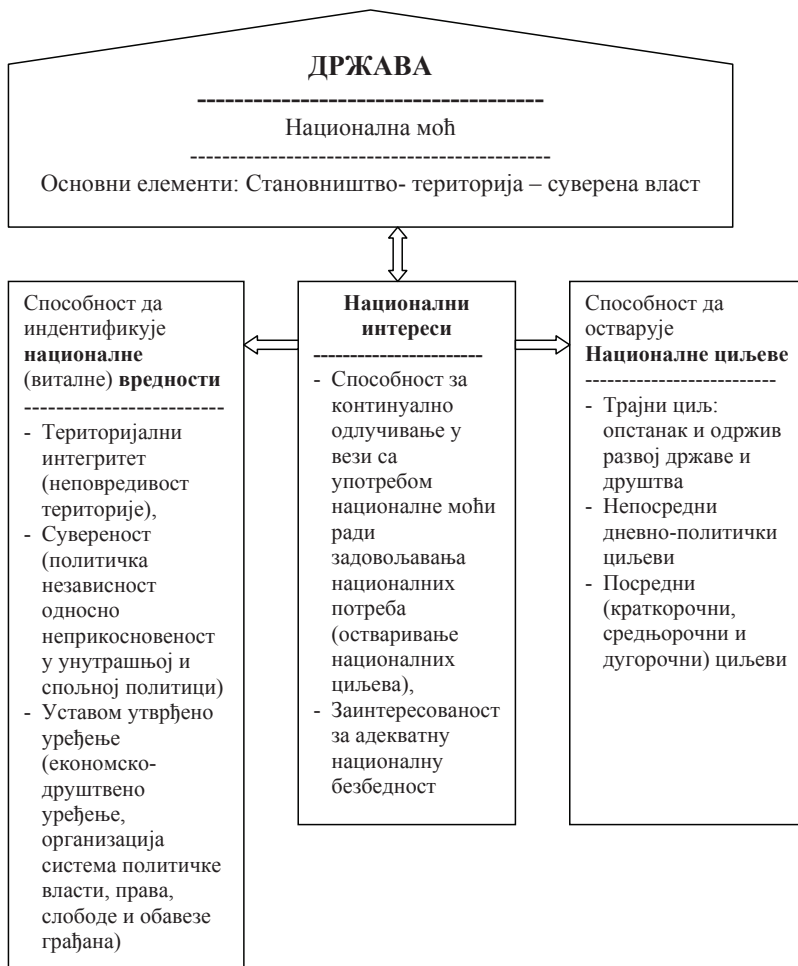 ДРЖАВА
-------------------------------------
Национална моћ
-----------------------------------------------
Основни елементи: Становништво- територија – суверена власт
Способност да
индентификује
националне
(виталне) вредности
--------------------------
- Територијални
интегритет
(неповредивост
територије),
- Сувереност
(политичка
независност
односно
неприкосновеност
у унутрашњој и
спољној политици)
- Уставом утврђено
уређење
(економско-
друштвено
уређење,
организација
система политичке
власти, права,
слободе и обавезе
грађана)
Национални
интереси
-----------------------
- Способност за
континуално
одлучивање у
вези са
употребом
националне моћи
ради
задовољавања
националних
потреба
(остваривање
националних
циљева),
- Заинтересованост
за адекватну
националну
безбедност
Способност да
остварује
Националне циљеве
--------------------------
- Трајни циљ:
опстанак и одржив
развој државе и
друштва
- Непосредни
дневно-политички
циљеви
- Посредни
(краткорочни,
средњорочни и
дугорочни) циљеви